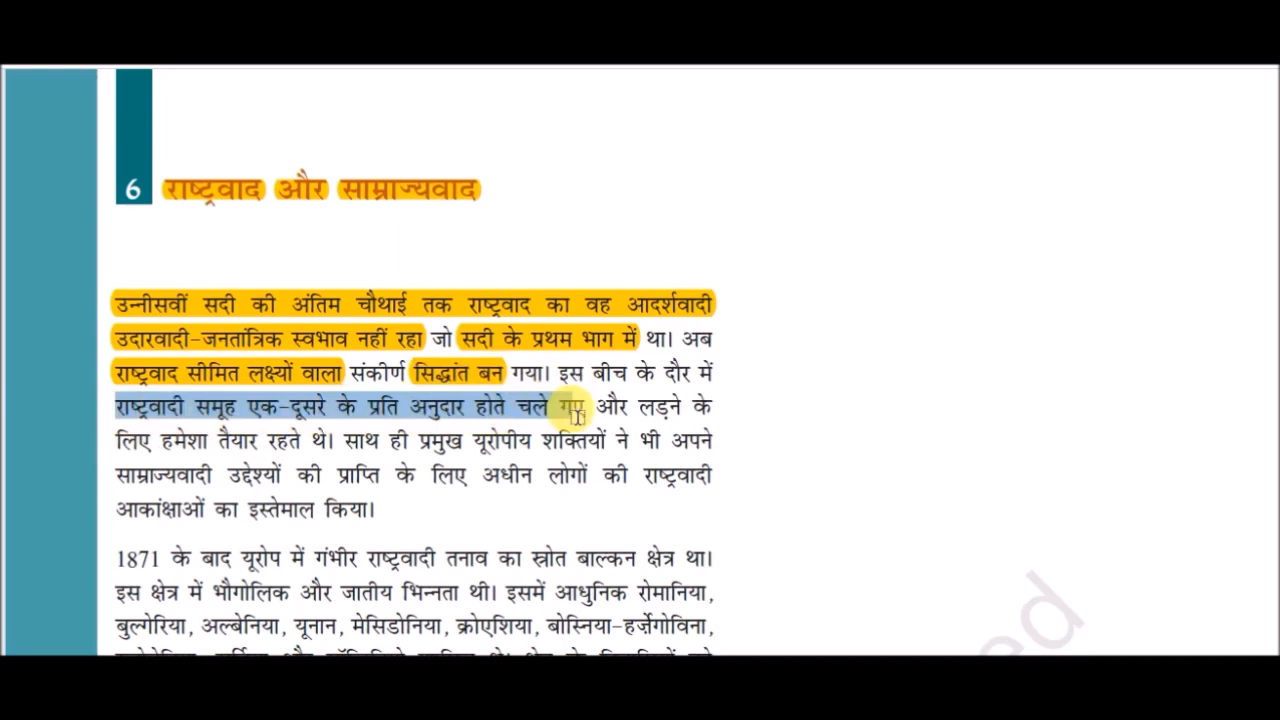 6 राष्ट्रवाद और साम्राज्यवाद
उन्नीसवीं सदी की अंतिम चौथाई तक राष्ट्रवाद का वह आदर्शवादी
उदारवादी-जनतांत्रिक स्वभाव नहीं रहा जो सदी के प्रथम भाग में था। अब
राष्ट्रवाद सीमित लक्ष्यों वाला संकीर्ण सिद्धांत बन गया। इस बीच के दौर में
राष्ट्रवादी समूह एक-दूसरे के प्रति अनुदार होते चले गए और लड़ने के
लिए हमेशा तैयार रहते थे। साथ ही प्रमुख यूरोपीय शक्तियों ने भी अपने
साम्राज्यवादी उद्देश्यों की प्राप्ति के लिए अधीन लोगों की राष्ट्रवादी
आकांक्षाओं का इस्तेमाल किया।
1871 के बाद यूरोप में गंभीर राष्ट्रवादी तनाव का स्रोत बाल्कन क्षेत्र था।
इस क्षेत्र में भौगोलिक और जातीय भिन्नता थी। इसमें आधुनिक रोमानिया,
बुल्गेरिया, अल्बेनिया, यूनान, मेसिडोनिया, क्रोएशिया, बोस्निया-हर्जेगोविना,